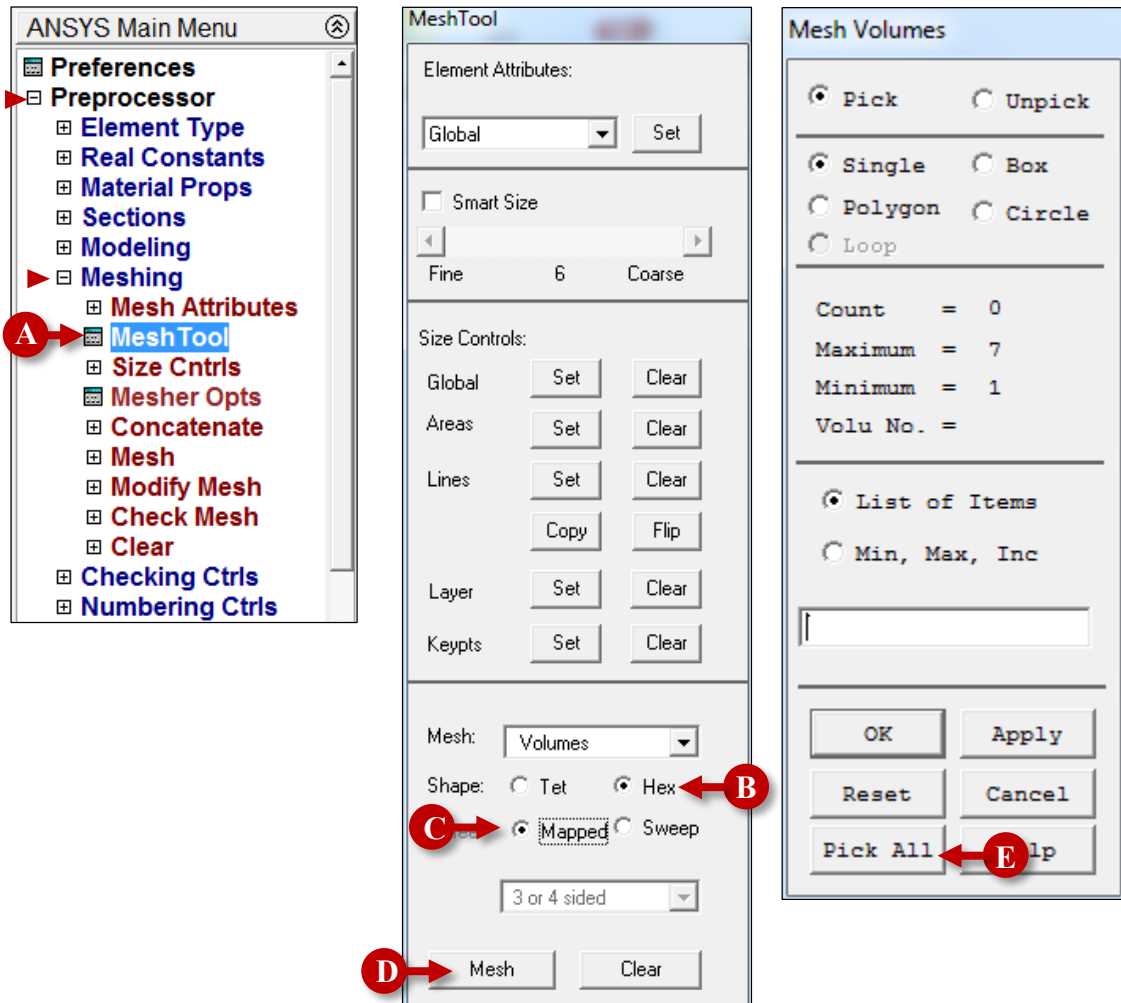 ANSYS Main Menu
Preferences
Preprocessor
Element Type
Real Constants
Material Props
Sections
Modeling
Meshing
Mesh Attributes
A
MeshTool
Size Cntrls
Mesher Opts
Concatenate
Mesh
Modify Mesh
Check Mesh
Clear
Checking Ctrls
Numbering Ctrls
MeshTool
Element Attributes:
Global Set
Smart Size
Fine 6 Coarse
Size Controls:
Global Set Clear
Areas Set Clear
Lines Set Clear
Copy Flip
Layer Set Clear
Keypts Set Clear
Mesh: Volumes
Shape: Tet Hex B
C Mapped Sweep
3 or 4 sided
D Mesh Clear
Mesh Volumes
Pick Unpick
Single Box
Polygon Circle
Loop
Count = 0
Maximum = 7
Minimum = 1
Volu No. =
List of Items
Min, Max, Inc
OK Apply
Reset Cancel
Pick All E